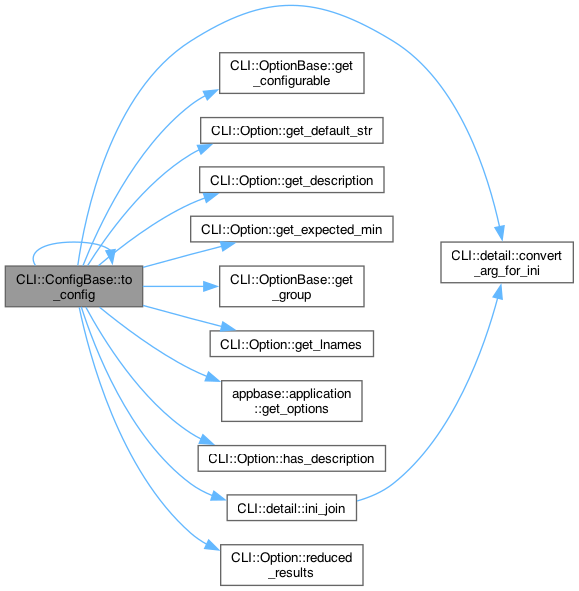 CLI::OptionBase::get
_configurable
CLI::Option::get_default_str
CLI::Option::get_description
CLI::Option::get_expected_min
CLI::ConfigBase::to
_config
CLI::OptionBase::get
_group
CLI::detail::convert
_arg_for_ini
CLI::Option::get_lnames
appbase::application
::get_options
CLI::Option::has_description
CLI::detail::ini_join
CLI::Option::reduced
_results